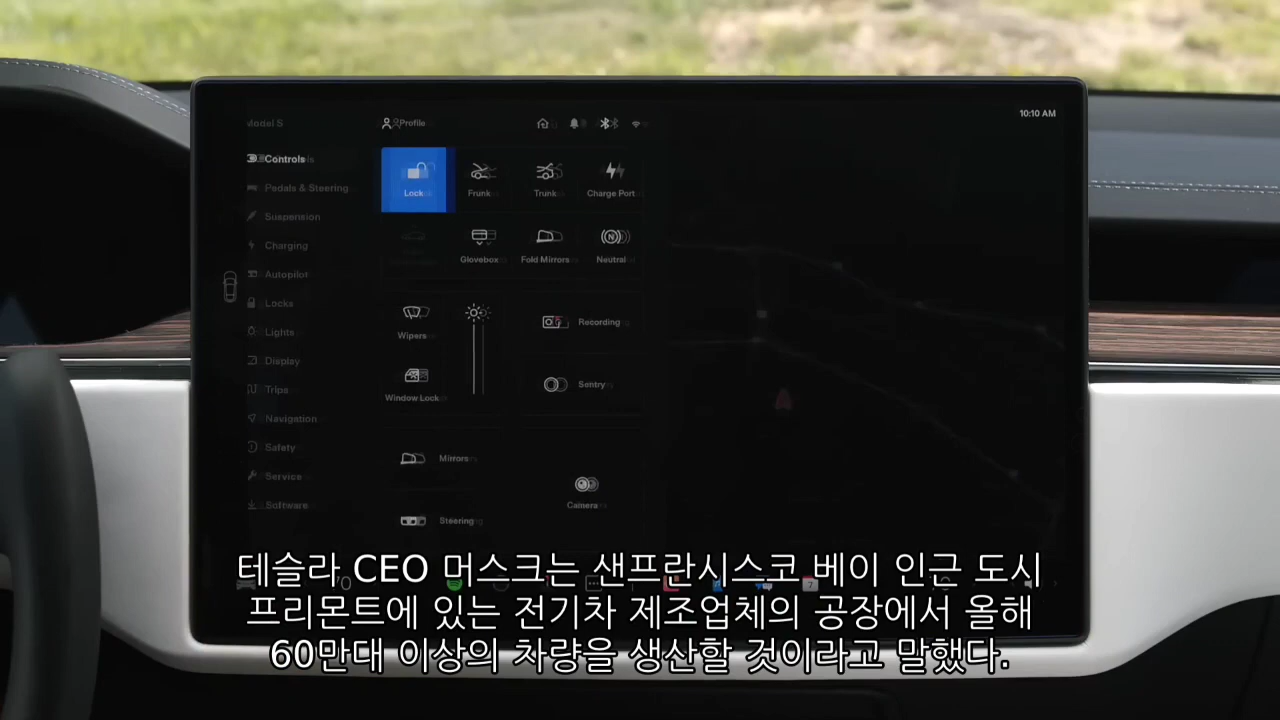 10:10 AM
Model S
Profile
Controls
Lock
Frunk
Trunk
Charge Port
Pedals & Steering
Suspension
Charging
Glovebox
Fold Mirrors
Neutral
Autopilot
Locks
Lights
Wipers
Recording
Display
Trips
Window Lock
Sentry
Navigation
Safety
Mirrors
Service
Camera
Software
Steering
7
테슬라 CEO 머스크는 샌프란시스코 베이 인근 도시
프리몬트에 있는 전기차 제조업체의 공장에서 올해
60만대 이상의 차량을 생산할 것이라고 말했다.